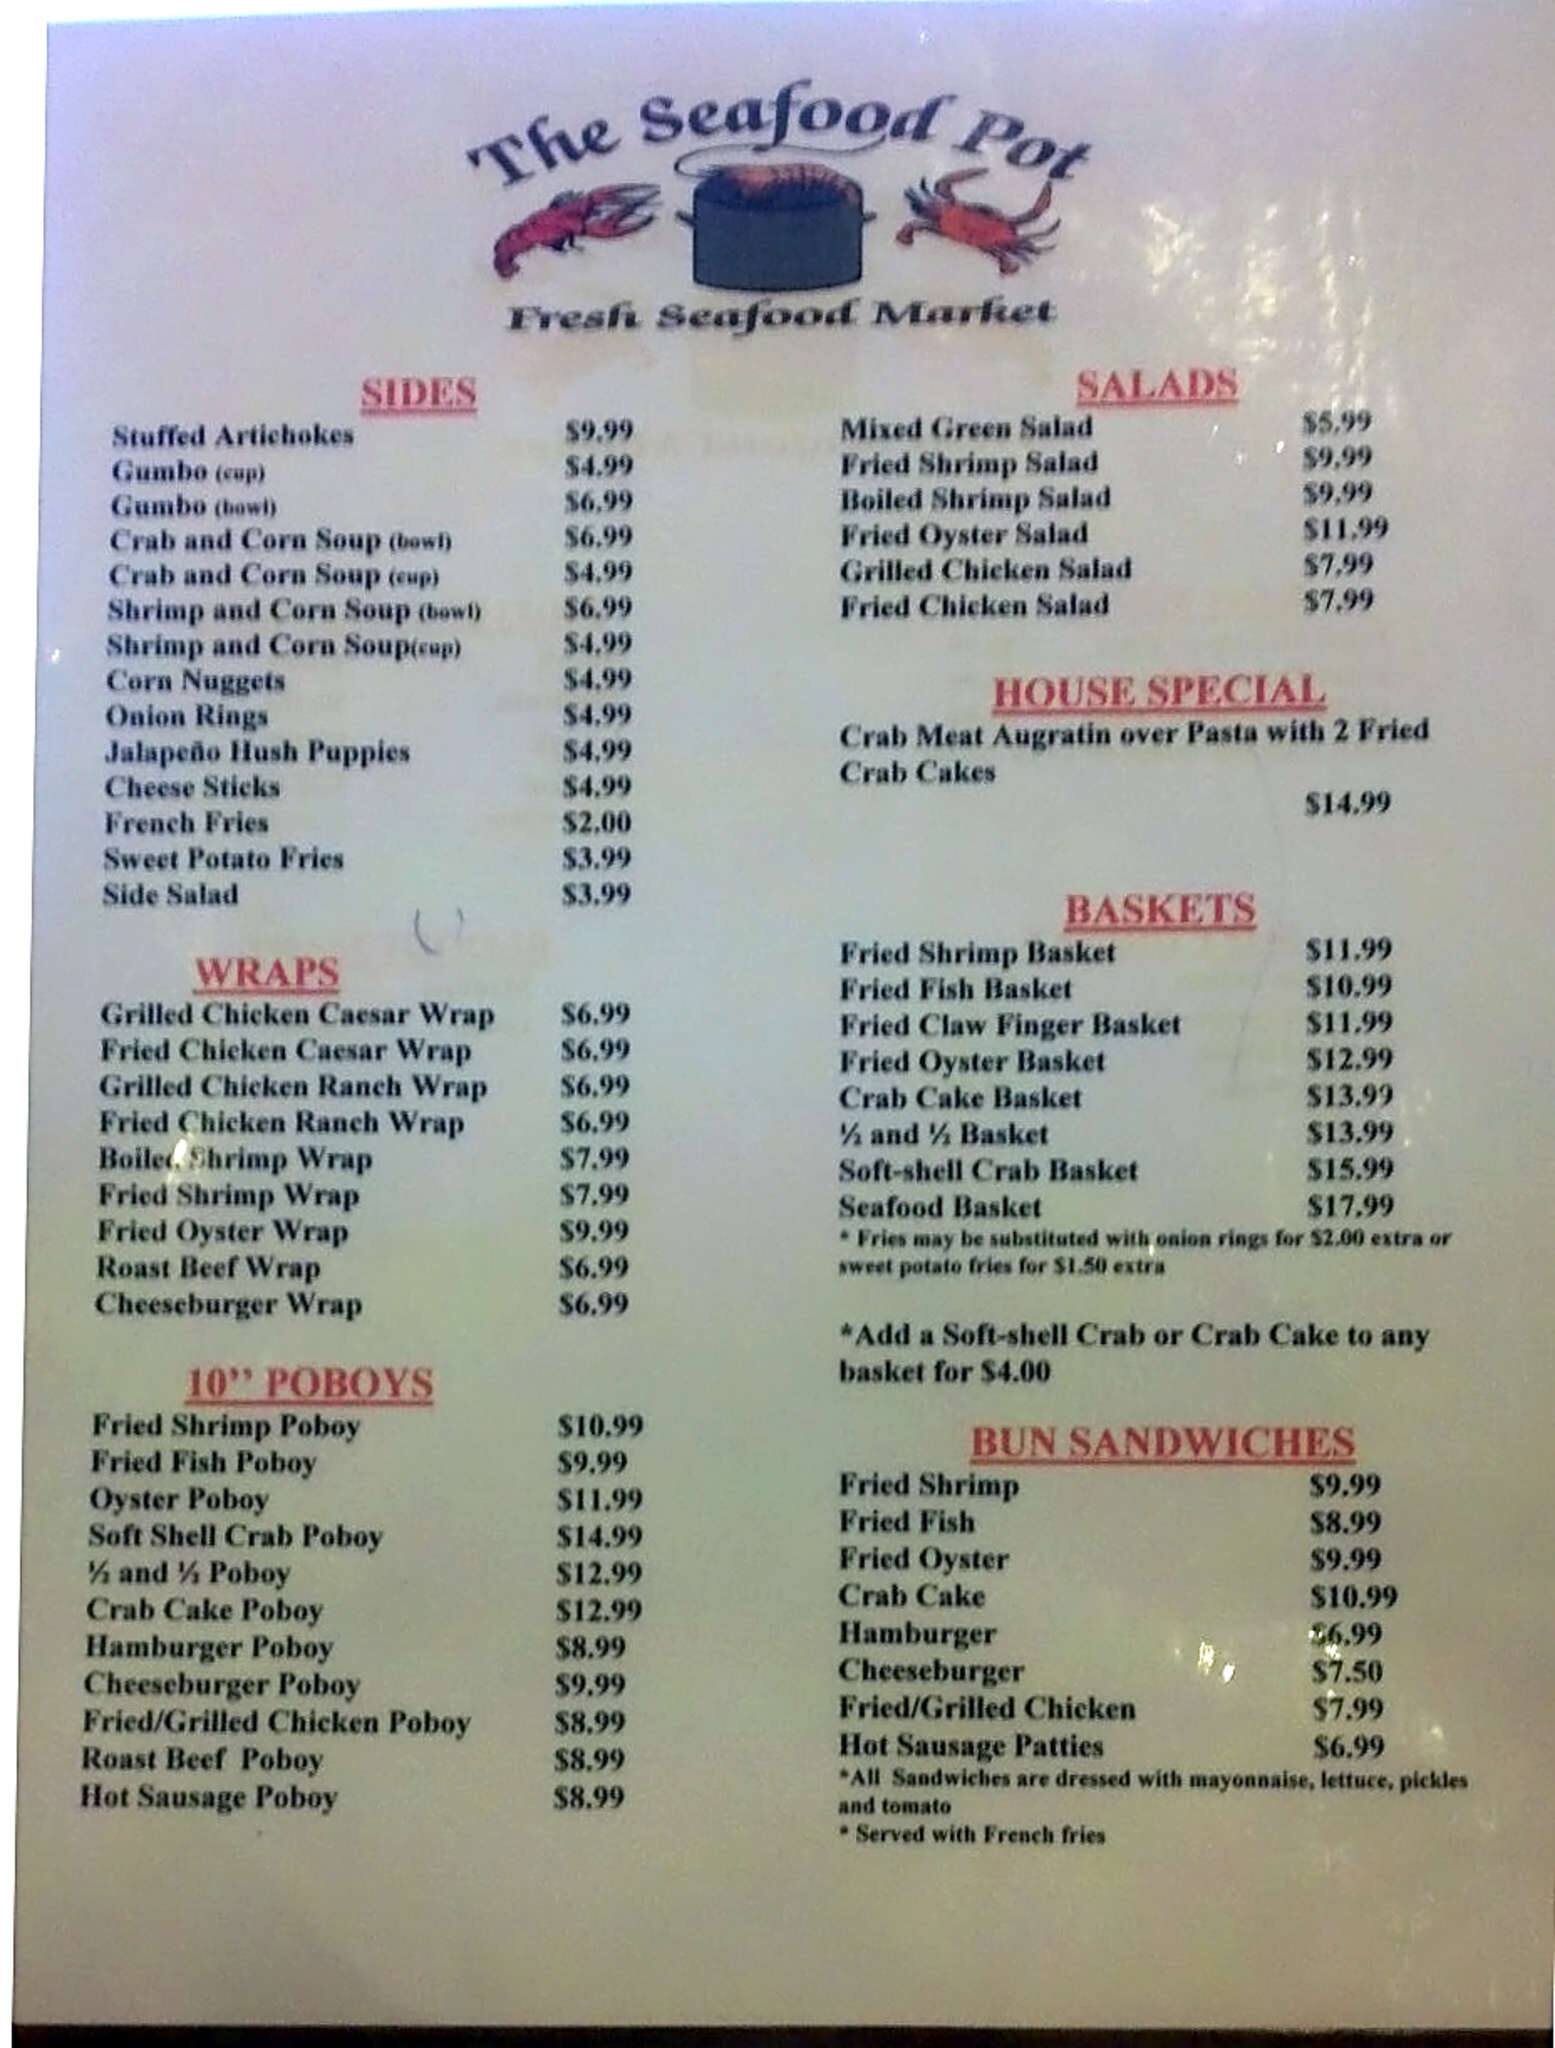 The Seafood Pot
Fresh Seafood Market
SIDES
Stuffed Artichokes $9.99
Gumbo (cup) $4.99
Gumbo (bowl) $6.99
Crab and Corn Soup (bowl) $6.99
Crab and Corn Soup (cup) $4.99
Shrimp and Corn Soup (bowl) $6.99
Shrimp and Corn Soup(cup) $4.99
Corn Nuggets $4.99
Onion Rings $4.99
Jalapeño Hush Puppies $4.99
Cheese Sticks $4.99
French Fries $2.00
Sweet Potato Fries $3.99
Side Salad $3.99
WRAPS
Grilled Chicken Caesar Wrap $6.99
Fried Chicken Caesar Wrap $6.99
Grilled Chicken Ranch Wrap $6.99
Fried Chicken Ranch Wrap $6.99
Boiled Shrimp Wrap $7.99
Fried Shrimp Wrap $7.99
Fried Oyster Wrap $9.99
Roast Beef Wrap $6.99
Cheeseburger Wrap $6.99
10’’ POBOYS
Fried Shrimp Poboy $10.99
Fried Fish Poboy $9.99
Oyster Poboy $11.99
Soft Shell Crab Poboy $14.99
½ and ½ Poboy $12.99
Crab Cake Poboy $12.99
Hamburger Poboy $8.99
Cheeseburger Poboy $9.99
Fried/Grilled Chicken Poboy $8.99
Roast Beef Poboy $8.99
Hot Sausage Poboy $8.99
SALADS
Mixed Green Salad $5.99
Fried Shrimp Salad $9.99
Boiled Shrimp Salad $9.99
Fried Oyster Salad $11.99
Grilled Chicken Salad $7.99
Fried Chicken Salad $7.99
HOUSE SPECIAL
Crab Meat Augratin over Pasta with 2 Fried
Crab Cakes
$14.99
BASKETS
Fried Shrimp Basket $11.99
Fried Fish Basket $10.99
Fried Claw Finger Basket $11.99
Fried Oyster Basket $12.99
Crab Cake Basket $13.99
½ and ½ Basket $13.99
Soft-shell Crab Basket $15.99
Seafood Basket $17.99
* Fries may be substituted with onion rings for $2.00 extra or
sweet potato fries for $1.50 extra
*Add a Soft-shell Crab or Crab Cake to any
basket for $4.00
BUN SANDWICHES
Fried Shrimp $9.99
Fried Fish $8.99
Fried Oyster $9.99
Crab Cake $10.99
Hamburger $6.99
Cheeseburger $7.50
Fried/Grilled Chicken $7.99
Hot Sausage Patties $6.99
*All Sandwiches are dressed with mayonnaise, lettuce, pickles
and tomato
* Served with French fries